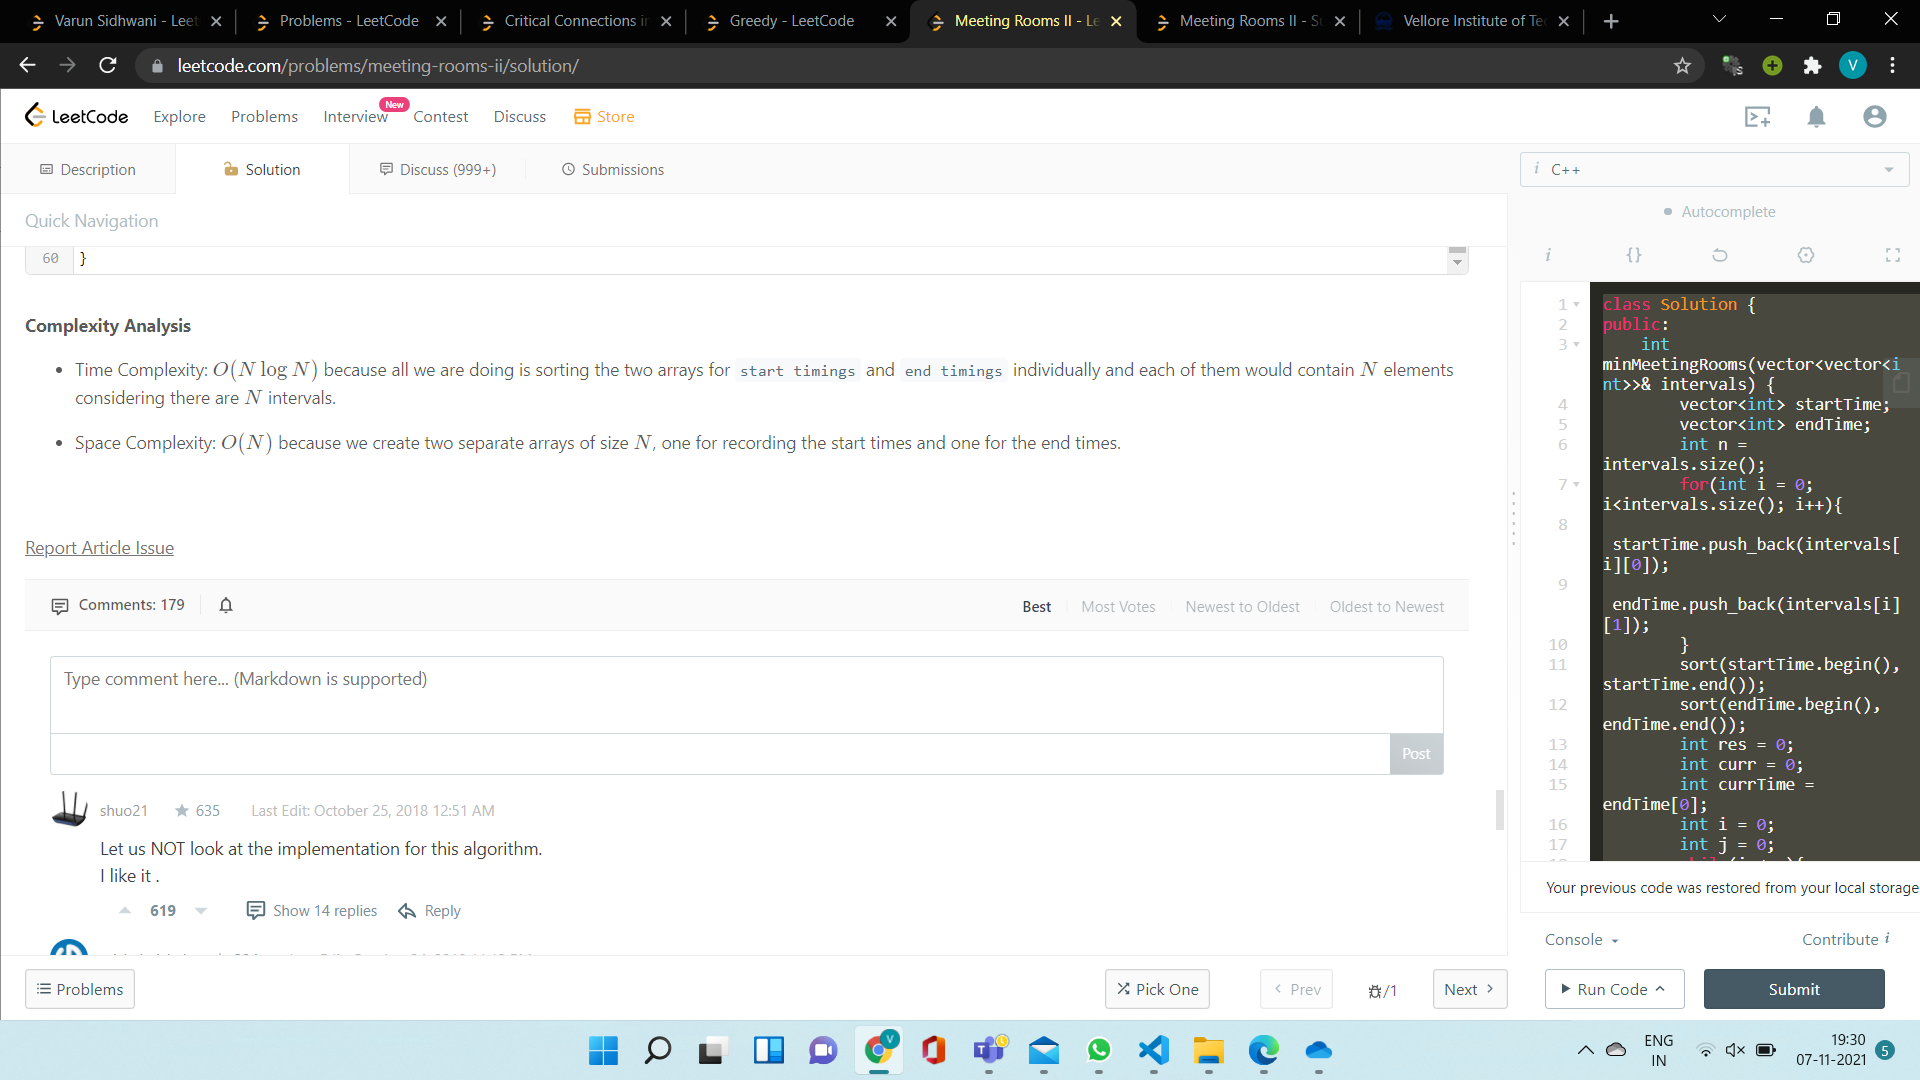 Varun Sidhwani - Leet
Problems - LeetCode
Critical Connections in
Greedy - LeetCode
Meeting Rooms II - Le
Meeting Rooms II - Su
Vellore Institute of Tec
leetcode.com/problems/meeting-rooms-ii/solution/
V
LeetCode
Explore
Problems
Interview
New
Contest
Discuss
Store
Description
Solution
Discuss (999+)
Submissions
i C++
Quick Navigation
Autocomplete
60 }
i {}
Complexity Analysis
Time Complexity: O(N log N) because all we are doing is sorting the two arrays for start timings and end timings individually and each of them would contain N elements
considering there are N intervals.
Space Complexity: O(N) because we create two separate arrays of size N, one for recording the start times and one for the end times.
Report Article Issue
Comments: 179
Best
Most Votes
Newest to Oldest
Oldest to Newest
Type comment here... (Markdown is supported)
Post
shuo21 ★ 635 Last Edit: October 25, 2018 12:51 AM
Let us NOT look at the implementation for this algorithm.
I like it .
619
Show 14 replies
Reply
1 class Solution {
2 public:
3 int
minMeetingRooms(vector<vector<i
nt>>& intervals) {
4 vector<int> startTime;
5 vector<int> endTime;
6 int n =
intervals.size();
7 for(int i = 0;
i<intervals.size(); i++){
8
startTime.push_back(intervals[
i][0]);
9
endTime.push_back(intervals[i]
[1]);
10 }
11 sort(startTime.begin(),
startTime.end());
12 sort(endTime.begin(),
endTime.end());
13 int res = 0;
14 int curr = 0;
15 int currTime =
endTime[0];
16 int i = 0;
17 int j = 0;
Your previous code was restored from your local storage
Console
Contribute i
Problems
Pick One
Prev
/1
Next
Run Code
Submit
V
ENG
IN
19:30
07-11-2021
5